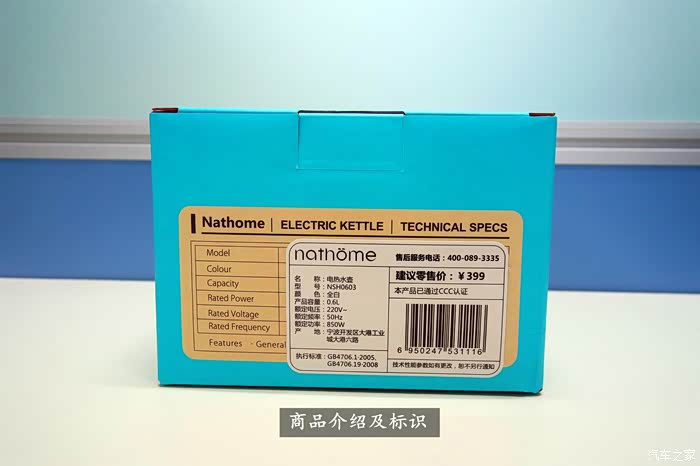 Nathome | ELECTRIC KETTLE | TECHNICAL SPECS
Model
Colour
Capacity
Rated Power
Rated Voltage
Rated Frequency
Features · General
nathöme
售后服务电话：400-089-3335
名 称：电热水壶
型 号：NSH0603
颜 色：全白
产品容量：0.6L
额定电压：220V~
额定频率：50Hz
额定功率：850W
产 地：宁波开发区大港工业
城大港六路
执行标准：GB4706.1-2005、
GB4706.19-2008
建议零售价：￥399
本产品已通过CCC认证
6 950247 531116
技术性能参数如有更改，恕不另行通知
商品介绍及标识
汽车之家